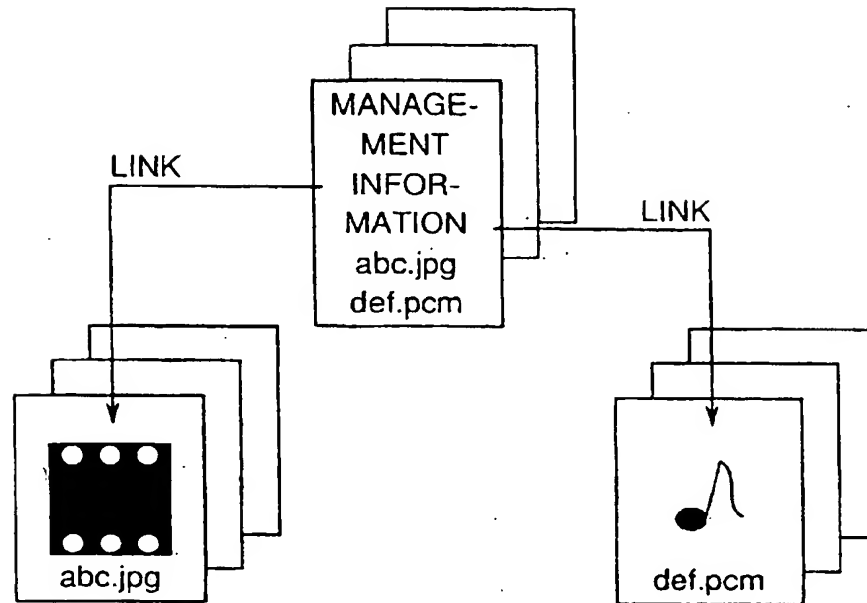 MANAGE-
MENT
INFOR-
MATION
abc.jpg
def.pcm
LINK
LINK
abc.jpg
def.pcm